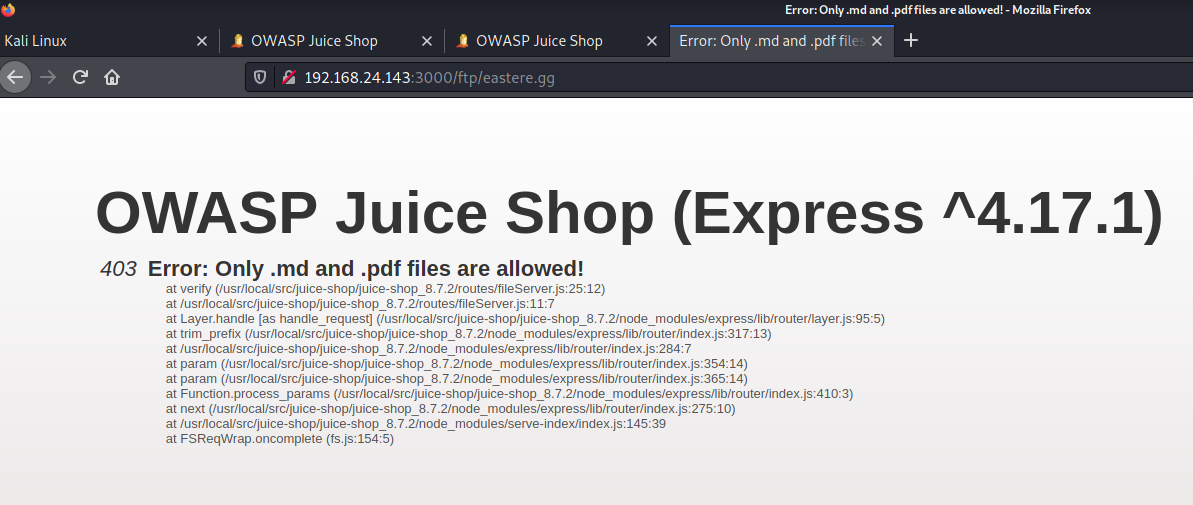 Error: Only .md and .pdf files are allowed! - Mozilla Firefox
Kali Linux
OWASP Juice Shop
OWASP Juice Shop
Error: Only .md and .pdf files
192.168.24.143:3000/ftp/eastere.gg
OWASP Juice Shop (Express ^4.17.1)
403 Error: Only .md and .pdf files are allowed!
at verify (/usr/local/src/juice-shop/juice-shop_8.7.2/routes/fileServer.js:25:12)
at /usr/local/src/juice-shop/juice-shop_8.7.2/routes/fileServer.js:11:7
at Layer.handle [as handle_request] (/usr/local/src/juice-shop/juice-shop_8.7.2/node_modules/express/lib/router/layer.js:95:5)
at trim_prefix (/usr/local/src/juice-shop/juice-shop_8.7.2/node_modules/express/lib/router/index.js:317:13)
at /usr/local/src/juice-shop/juice-shop_8.7.2/node_modules/express/lib/router/index.js:284:7
at param (/usr/local/src/juice-shop/juice-shop_8.7.2/node_modules/express/lib/router/index.js:354:14)
at param (/usr/local/src/juice-shop/juice-shop_8.7.2/node_modules/express/lib/router/index.js:365:14)
at Function.process_params (/usr/local/src/juice-shop/juice-shop_8.7.2/node_modules/express/lib/router/index.js:410:3)
at next (/usr/local/src/juice-shop/juice-shop_8.7.2/node_modules/express/lib/router/index.js:275:10)
at /usr/local/src/juice-shop/juice-shop_8.7.2/node_modules/serve-index/index.js:145:39
at FSReqWrap.oncomplete (fs.js:154:5)